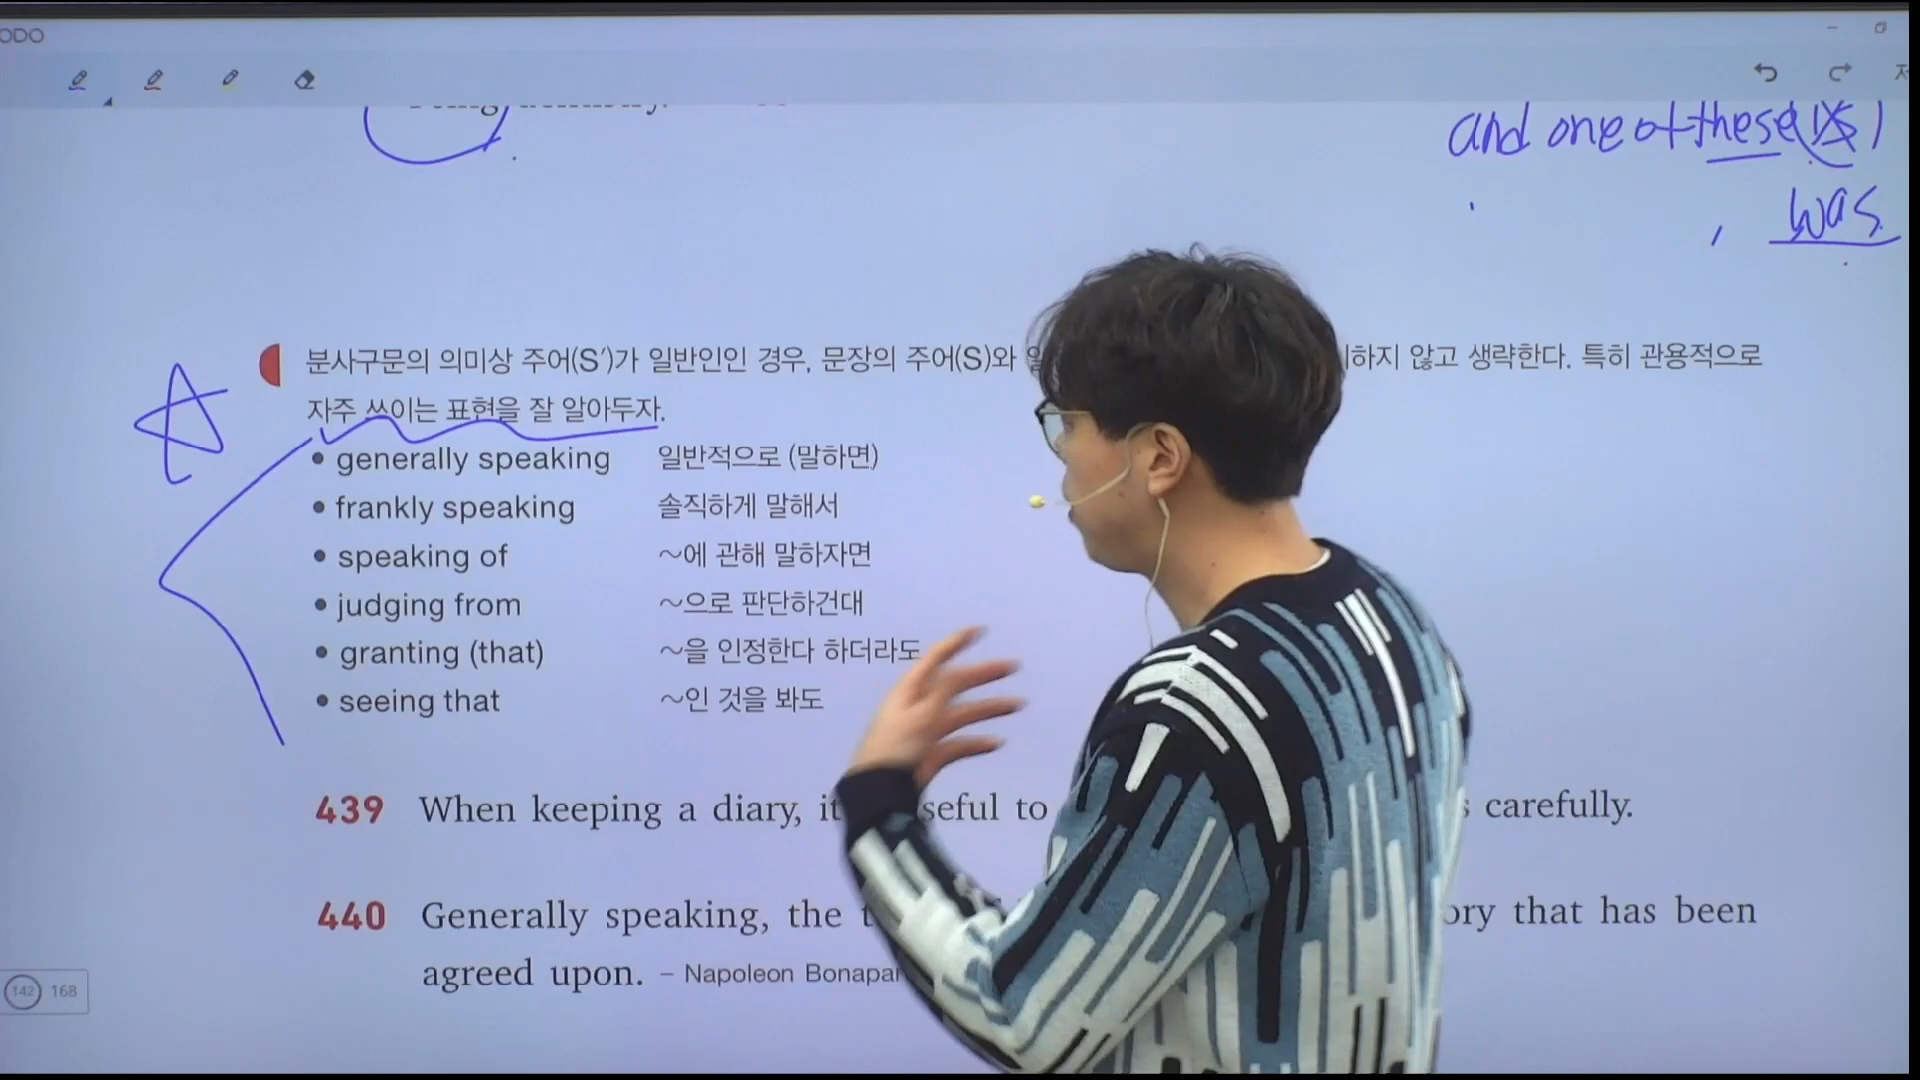 ODO
and one of these (is)
, was
분사구문의 의미상 주어(S′)가 일반인인 경우, 문장의 주어(S)와 하지 않고 생략한다. 특히 관용적으로
자주 쓰이는 표현을 잘 알아두자.
• generally speaking 일반적으로 (말하면)
• frankly speaking 솔직하게 말해서
• speaking of ~에 관해 말하자면
• judging from ~으로 판단하건대
• granting (that) ~을 인정한다 하더라도
• seeing that ~인 것을 봐도
439 When keeping a diary, it seful to carefully.
440 Generally speaking, the ory that has been
agreed upon. – Napoleon Bonapar
142 168